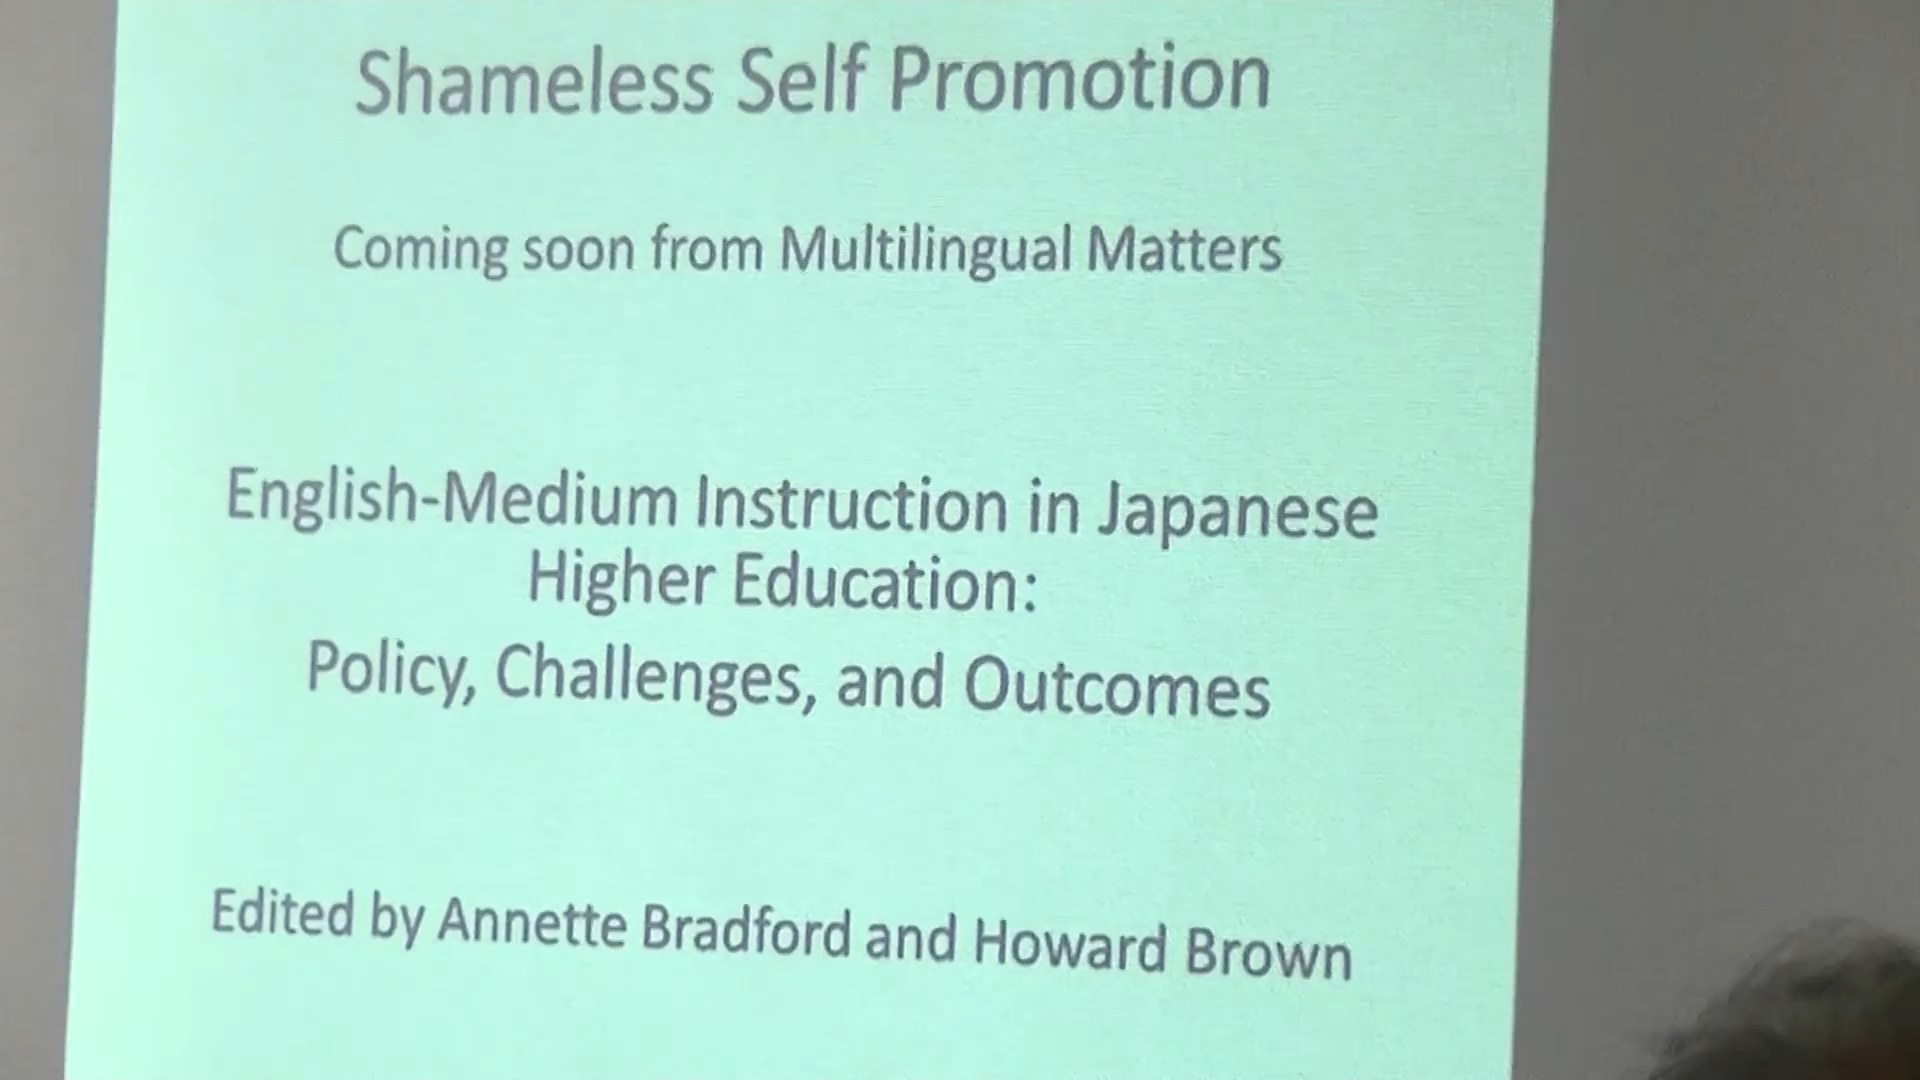 Shameless Self Promotion
Coming soon from Multilingual Matters
English-Medium Instruction in Japanese
Higher Education:
Policy, Challenges, and Outcomes
Edited by Annette Bradford and Howard Brown